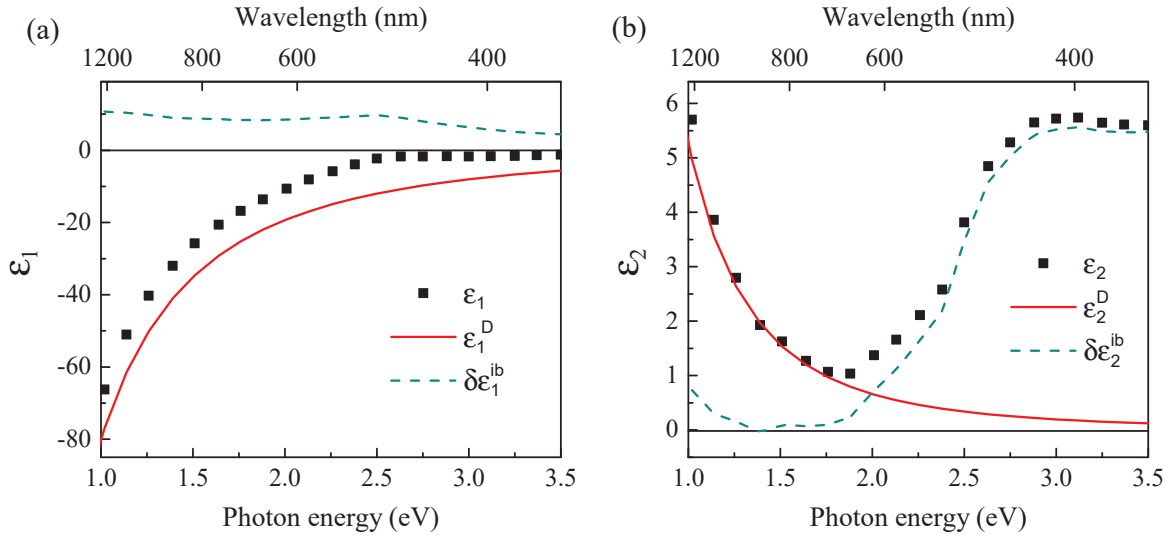 (a)
Wavelength (nm)
1200 1000 800 600 400
0
-20
-40
-60
-80
ε₁
ε₁
ε₁ᴰ
δε₁ⁱᵇ
1.0 1.5 2.0 2.5 3.0 3.5
Photon energy (eV)
(b)
Wavelength (nm)
1200 1000 800 600 400
6
5
4
3
2
1
0
ε₂
ε₂
ε₂ᴰ
δε₂ⁱᵇ
1.0 1.5 2.0 2.5 3.0 3.5
Photon energy (eV)